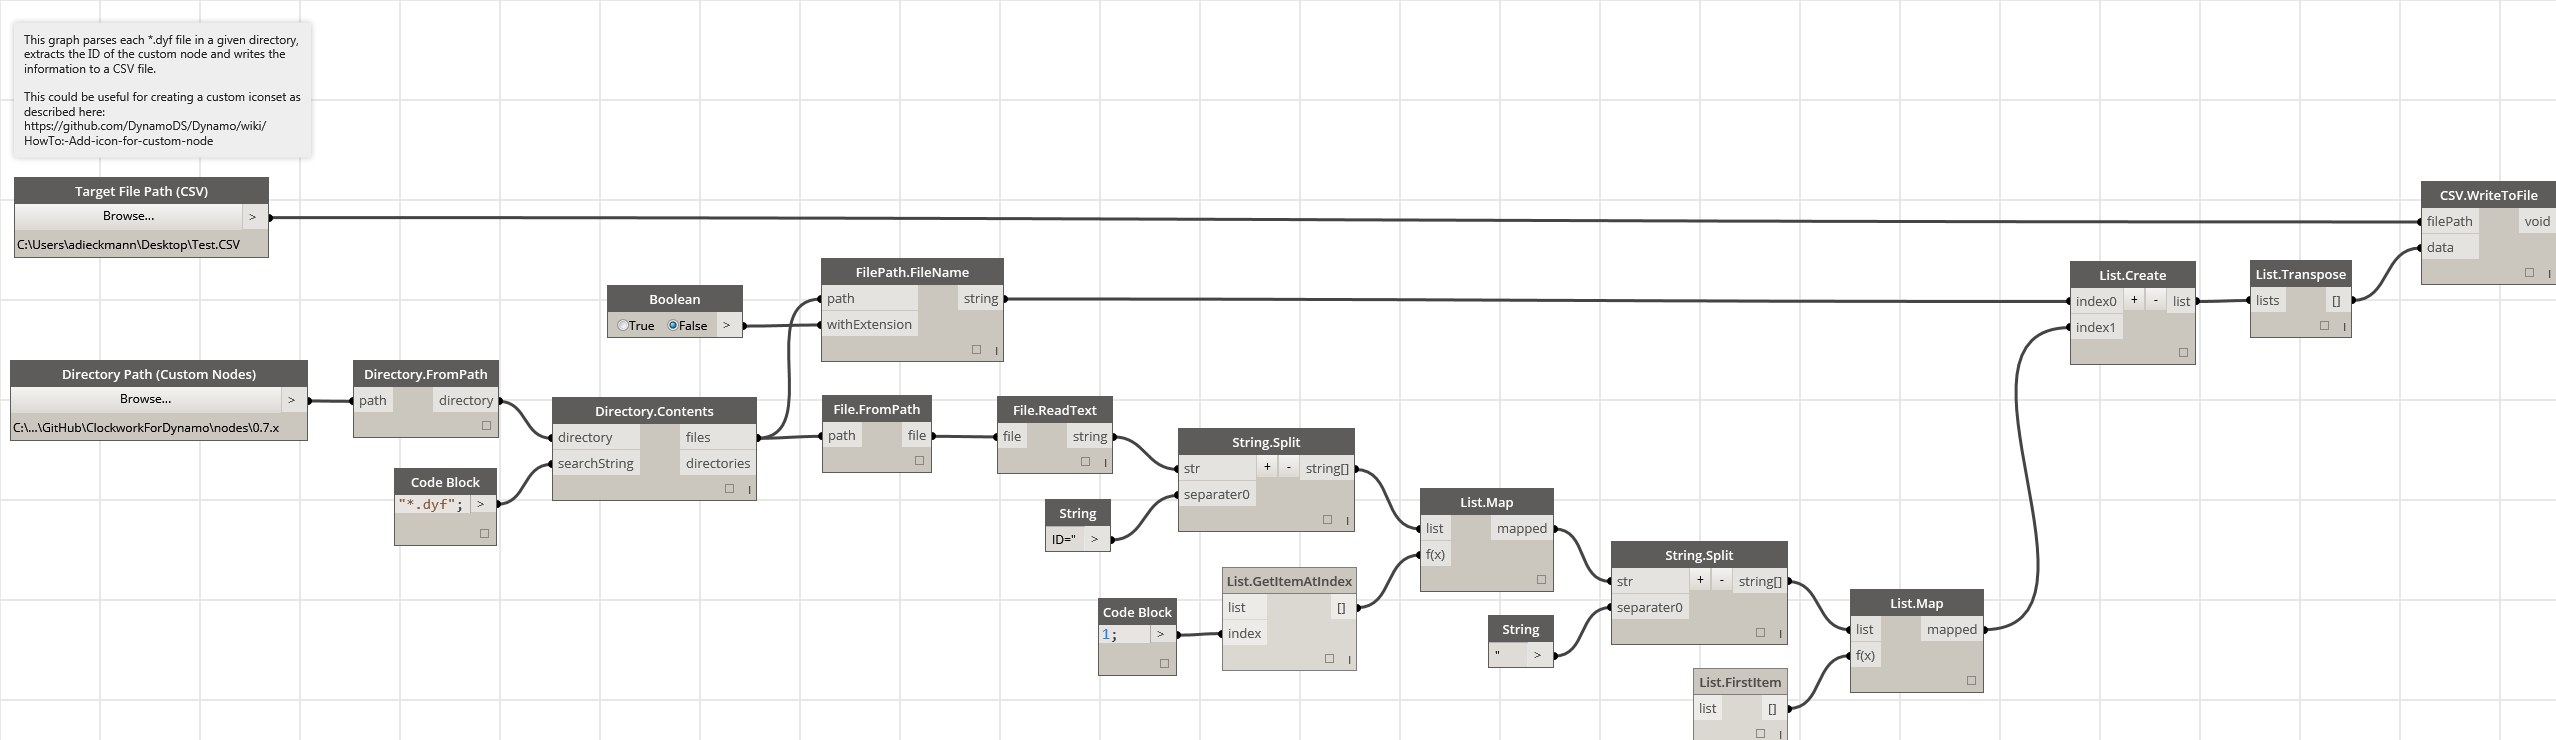 This graph parses each *.dyf file in a given directory,
extracts the ID of the custom node and writes the
information to a CSV file.
This could be useful for creating a custom iconset as
described here:
https://github.com/DynamoDS/Dynamo/wiki/
HowTo:-Add-icon-for-custom-node
Target File Path (CSV)
Browse... >
C:\Users\adieckmann\Desktop\Test.CSV
CSV.WriteToFile
filePath void
data
Boolean
True False >
FilePath.FileName
path string
withExtension
List.Create
index0 + - list
index1
List.Transpose
lists []
Directory Path (Custom Nodes)
Browse... >
C:\...\GitHub\ClockworkForDynamo\nodes\0.7.x
Directory.FromPath
path directory
Code Block
"*.dyf"; >
Directory.Contents
directory files
searchString directories
File.FromPath
path file
File.ReadText
file string
String
ID=" >
String.Split
str + - string[]
separater0
Code Block
1; >
List.GetItemAtIndex
list []
index
List.Map
list mapped
f(x)
String
" >
String.Split
str + - string[]
separater0
List.FirstItem
list []
List.Map
list mapped
f(x)